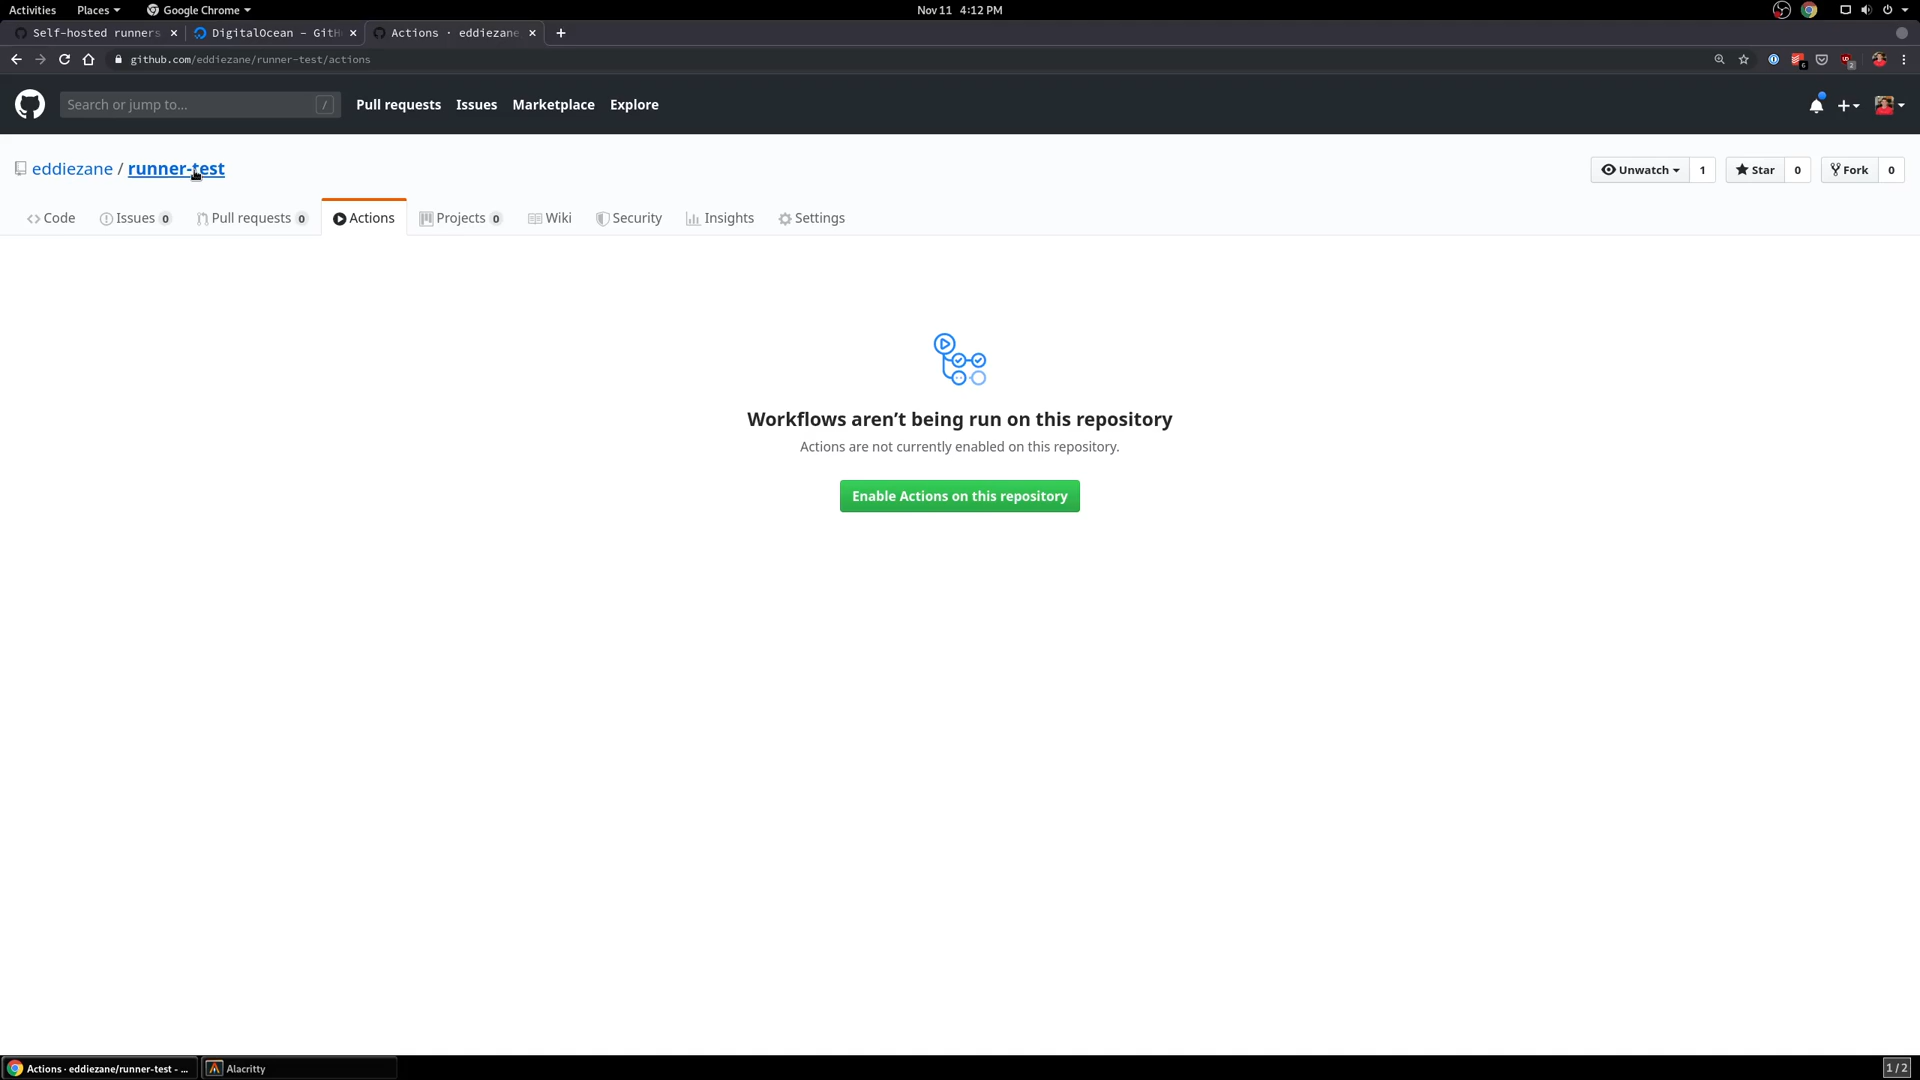 Activities Places Google Chrome Nov 11 4:12 PM
Self-hosted runners DigitalOcean - GitH Actions · eddiezane
github.com/eddiezane/runner-test/actions
Search or jump to... / Pull requests Issues Marketplace Explore
eddiezane / runner-test Unwatch 1 Star 0 Fork 0
Code Issues 0 Pull requests 0 Actions Projects 0 Wiki Security Insights Settings
Workflows aren’t being run on this repository
Actions are not currently enabled on this repository.
Enable Actions on this repository
Actions · eddiezane/runner-test - ... Alacritty 1 / 2